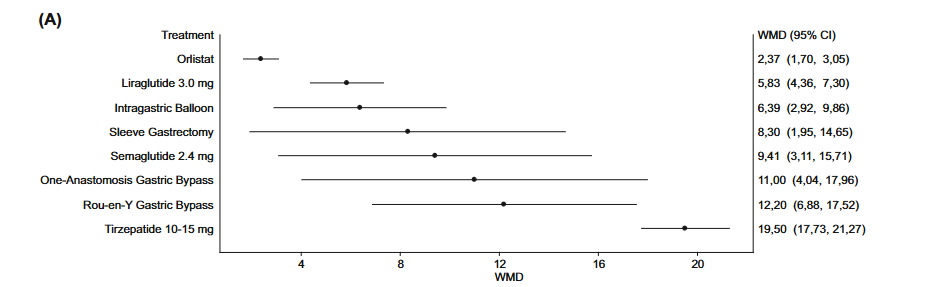 (A)
Treatment WMD (95% CI)
Orlistat 2,37 (1,70, 3,05)
Liraglutide 3.0 mg 5,83 (4,36, 7,30)
Intragastric Balloon 6,39 (2,92, 9,86)
Sleeve Gastrectomy 8,30 (1,95, 14,65)
Semaglutide 2.4 mg 9,41 (3,11, 15,71)
One-Anastomosis Gastric Bypass 11,00 (4,04, 17,96)
Rou-en-Y Gastric Bypass 12,20 (6,88, 17,52)
Tirzepatide 10-15 mg 19,50 (17,73, 21,27)
4 8 12 16 20
WMD